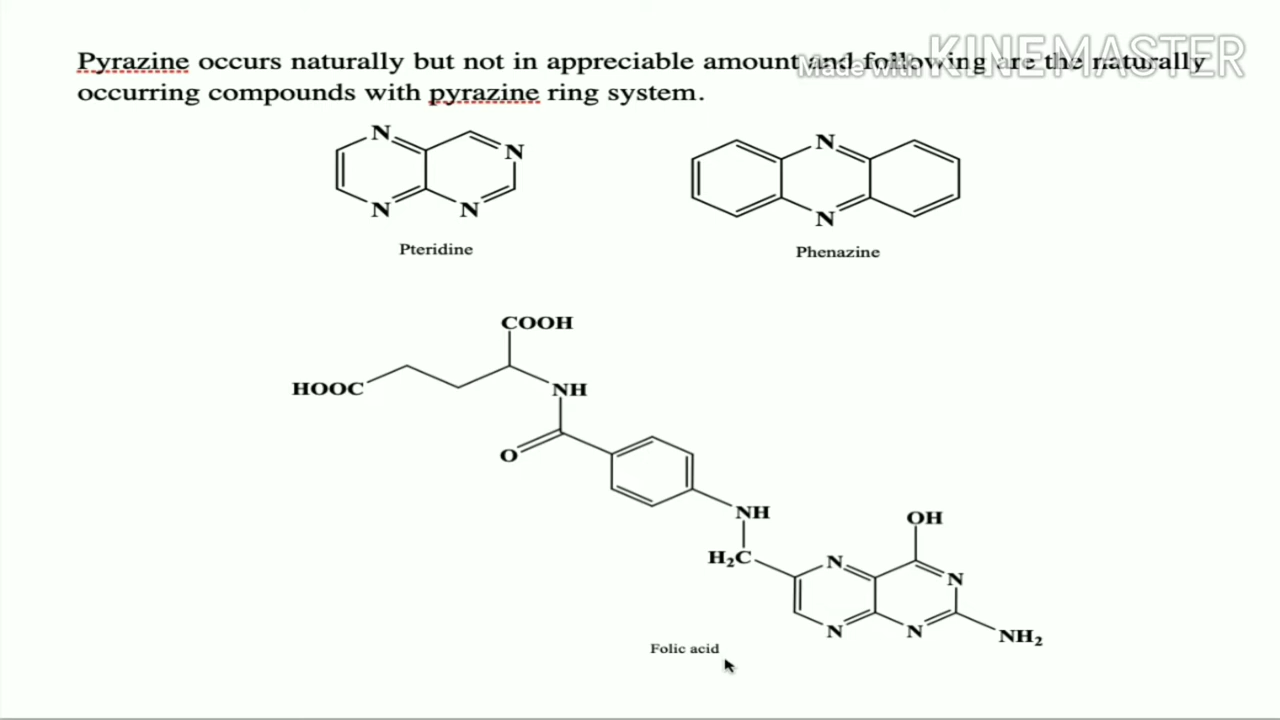 Pyrazine occurs naturally but not in appreciable amount and following are the naturally
Made with KINEMASTER
occurring compounds with pyrazine ring system.
N
N
N
N
Pteridine
N
N
Phenazine
COOH
HOOC
NH
O
NH
OH
H₂C
N
N
N
N
NH₂
Folic acid